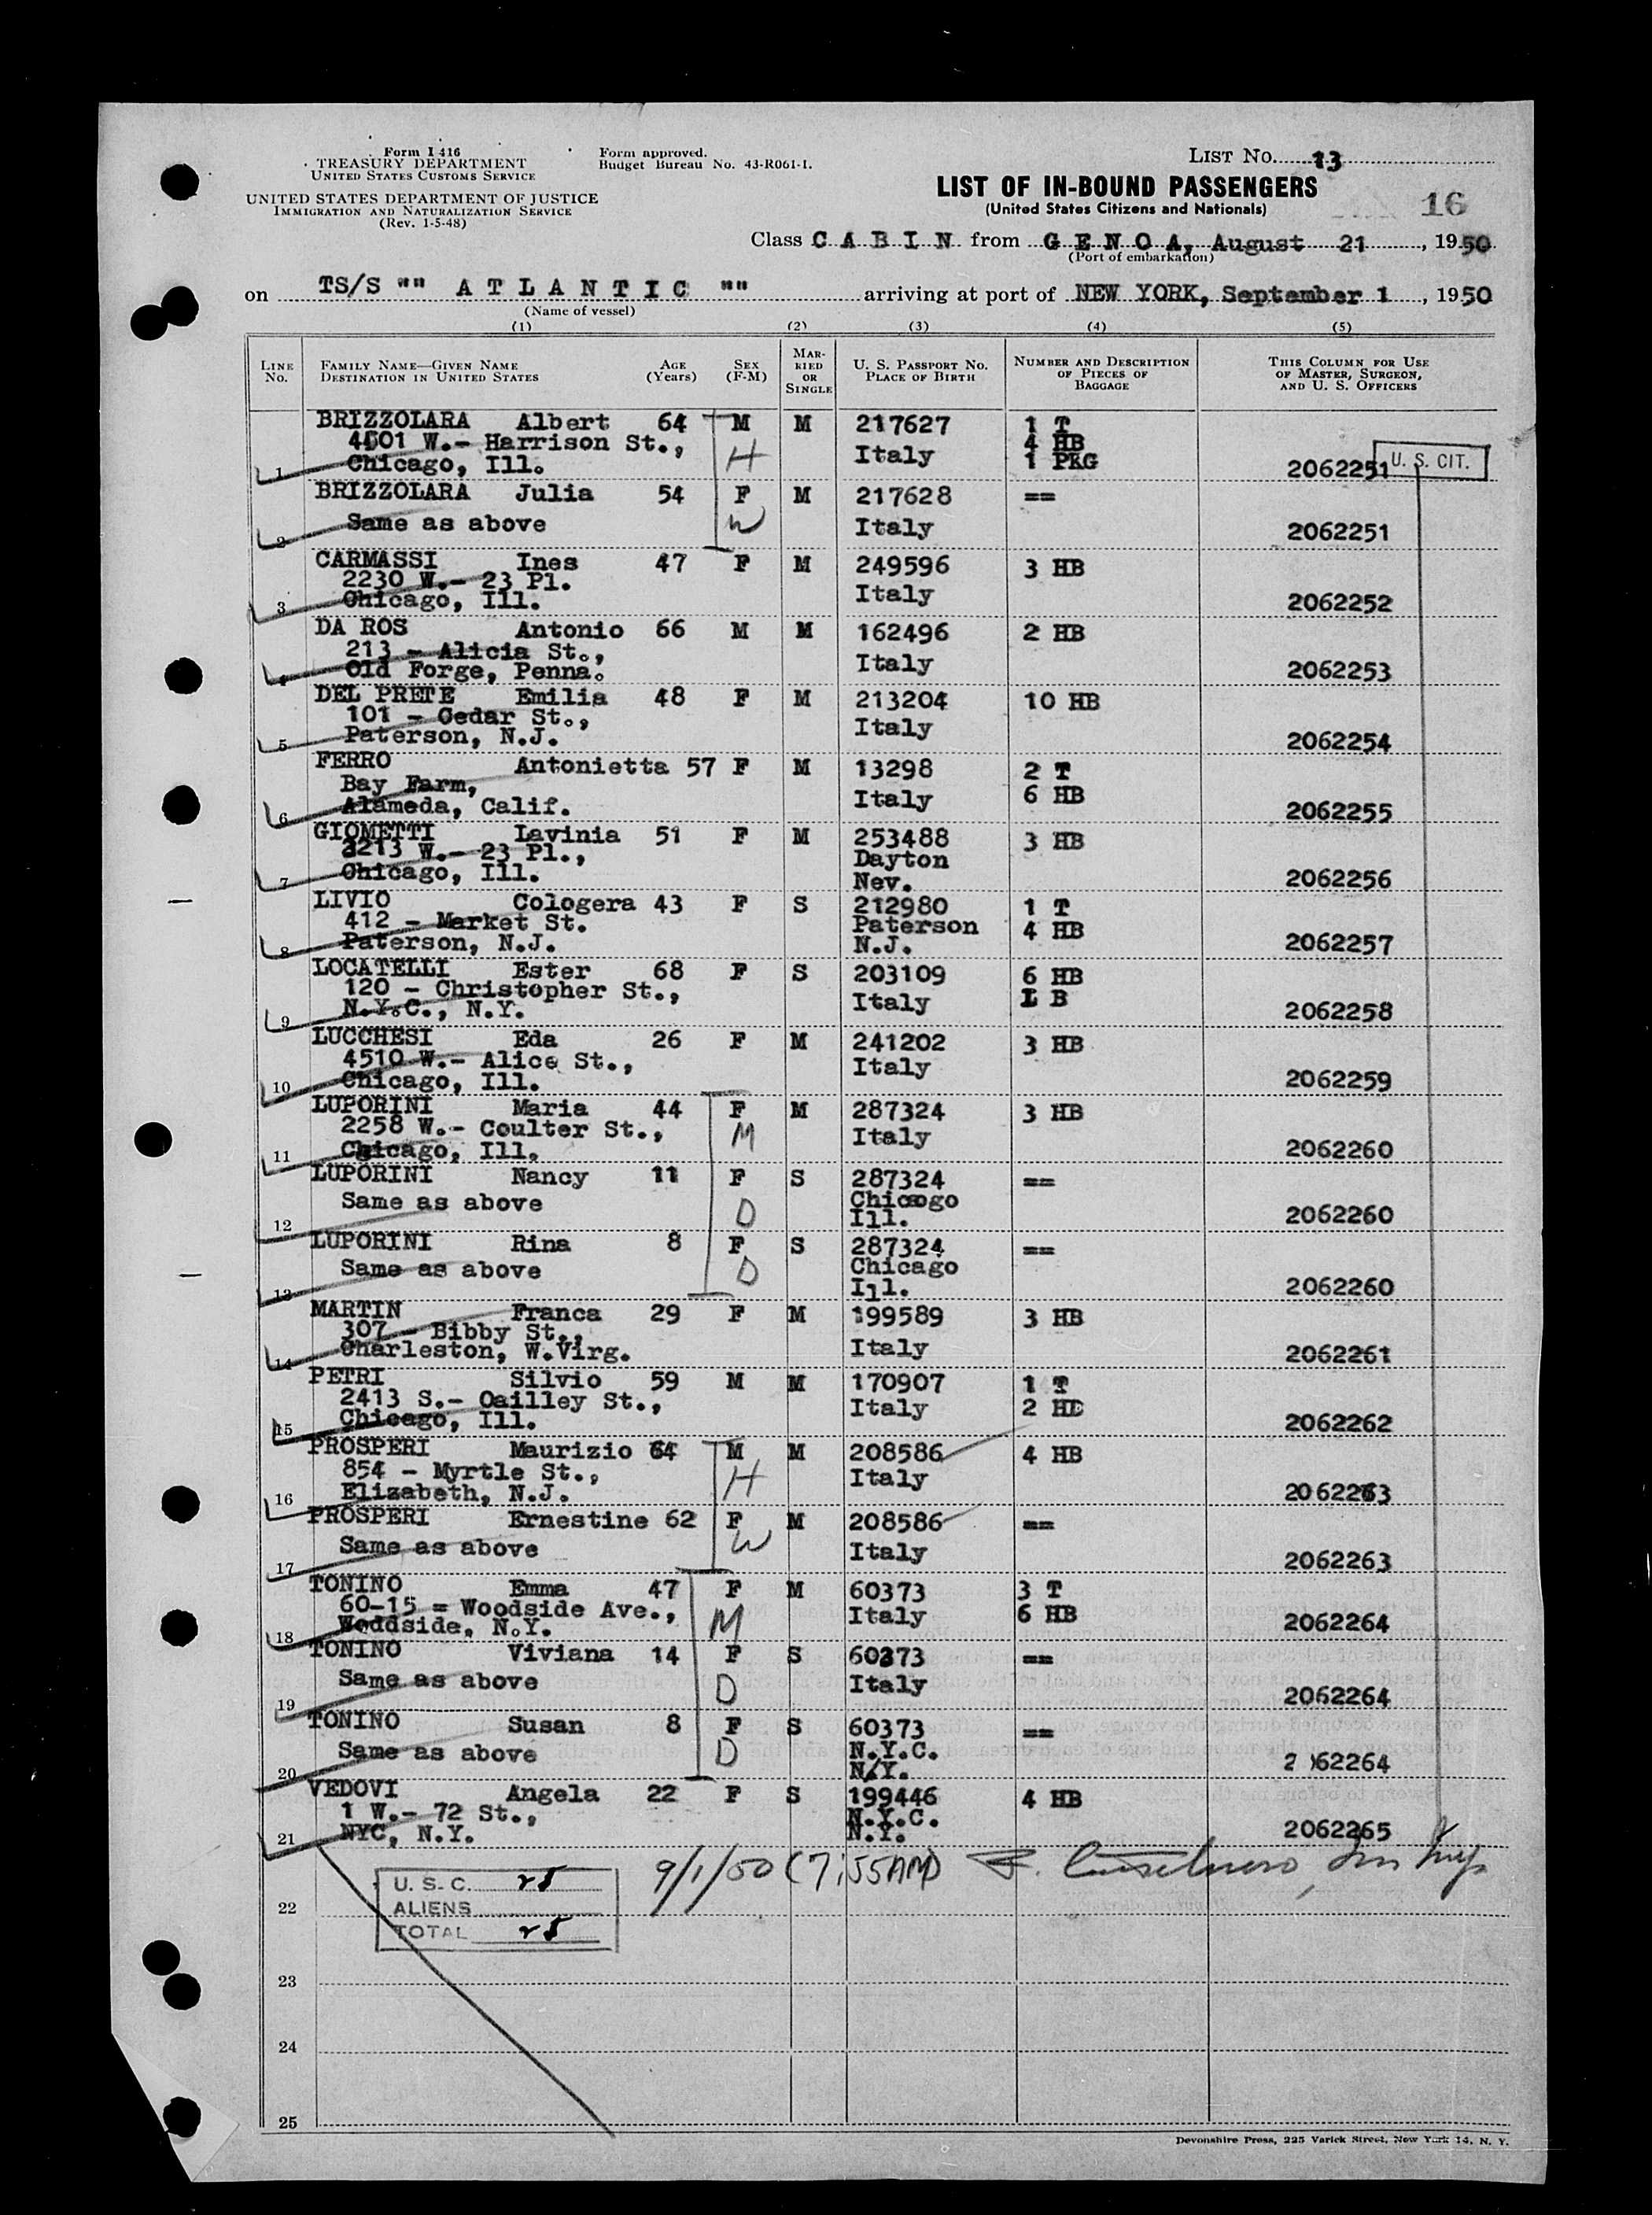 Form I 416
TREASURY DEPARTMENT
UNITED STATES CUSTOMS SERVICE
UNITED STATES DEPARTMENT OF JUSTICE
IMMIGRATION AND NATURALIZATION SERVICE
(Rev. 1-5-48)
Form approved.
Budget Bureau No. 43-R061-1.
LIST No. 13
LIST OF IN-BOUND PASSENGERS
(United States Citizens and Nationals)
16
Class C A B I N from G E N O A, August 21, 1950
(Port of embarkation)
on TS/S "" A T L A N T I C "" arriving at port of NEW YORK, September 1, 1950
(Name of vessel)
(1) (2) (3) (4) (5)
LINE No. FAMILY NAME—GIVEN NAME DESTINATION IN UNITED STATES AGE (Years) SEX (F-M) MARRIED OR SINGLE U. S. PASSPORT NO. PLACE OF BIRTH NUMBER AND DESCRIPTION OF PIECES OF BAGGAGE THIS COLUMN FOR USE OF MASTER, SURGEON, AND U. S. OFFICERS
BRIZZOLARA Albert 64 M M 217627 1 T
W.- Harrison St., H Italy 4 HB
1 Chicago, Ill. 1 PKG 2062251 U. S. CIT.
BRIZZOLARA Julia 54 F M 217628 ==
2 Same as above W Italy 2062251
CARMASSI Ines 47 F M 249596 3 HB
2230 W.- 23 Pl. Italy
3 Chicago, Ill. 2062252
DA ROS Antonio 66 M M 162496 2 HB
213 - Alicia St., Italy
4 Old Forge, Penna. 2062253
DEL PRETE Emilia 48 F M 213204 10 HB
101 - Cedar St., Italy
5 Paterson, N.J. 2062254
FERRO Antonietta 57 F M 13298 2 T
Bay Farm, Italy 6 HB
6 Alameda, Calif. 2062255
GIOMETTI Lavinia 51 F M 253488 3 HB
3213 W.- 23 Pl., Dayton
7 Chicago, Ill. Nev. 2062256
LIVIO Cologera 43 F S 212980 1 T
412 - Market St. Paterson 4 HB
8 Paterson, N.J. N.J. 2062257
LOCATELLI Ester 68 F S 203109 6 HB
120 - Christopher St., Italy L B
9 N.Y.C., N.Y. 2062258
LUCCHESI Eda 26 F M 241202 3 HB
4510 W.- Alice St., Italy
10 Chicago, Ill. 2062259
LUPORINI Maria 44 F M 287324 3 HB
2258 W.- Coulter St., M Italy
11 Chicago, Ill. 2062260
LUPORINI Nancy 11 F S 287324 ==
Same as above D Chicago
12 Ill. 2062260
LUPORINI Rina 8 F S 287324 ==
Same as above D Chicago
13 Ill. 2062260
MARTIN Franca 29 F M 199589 3 HB
307 - Bibby St., Italy
14 Charleston, W.Virg. 2062261
PETRI Silvio 59 M M 170907 1 T
2413 S.- Oailley St., Italy 2 HB
15 Chicago, Ill. 2062262
PROSPERI Maurizio 64 M M 208586 4 HB
854 - Myrtle St., H Italy
16 Elizabeth, N.J. 2062263
PROSPERI Ernestine 62 F M 208586 ==
17 Same as above W Italy 2062263
TONINO Emma 47 F M 60373 3 T
60-15 = Woodside Ave., M Italy 6 HB
18 Woodside, N.Y. 2062264
TONINO Viviana 14 F S 60373 ==
19 Same as above D Italy 2062264
TONINO Susan 8 F S 60373 ==
Same as above D N.Y.C.
20 N.Y. 2 62264
VEDOVI Angela 22 F S 199446 4 HB
1 W.- 72 St., N.Y.C.
21 NYC, N.Y. N.Y. 2062265
9/1/50 (7:55AM)
U. S. C.
22 ALIENS
TOTAL
23
24
25
Devonshire Press, 225 Varick Street, New York 14, N. Y.